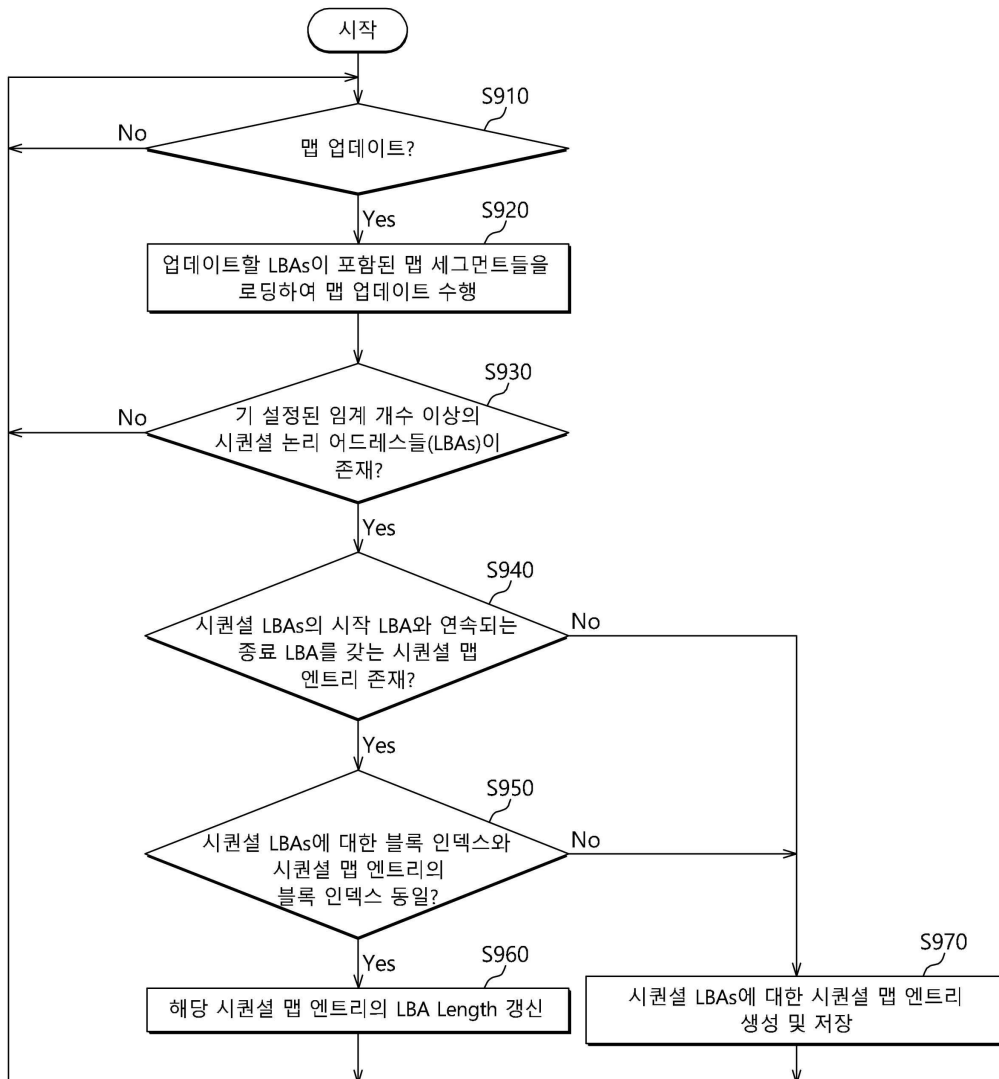 시작
S910
No
맵 업데이트?
Yes
S920
업데이트할 LBAs이 포함된 맵 세그먼트들을
로딩하여 맵 업데이트 수행
S930
No
기 설정된 임계 개수 이상의
시퀀셜 논리 어드레스들(LBAs)이
존재?
Yes
S940
시퀀셜 LBAs의 시작 LBA와 연속되는
종료 LBA를 갖는 시퀀셜 맵
엔트리 존재?
No
Yes
S950
시퀀셜 LBAs에 대한 블록 인덱스와
시퀀셜 맵 엔트리의
블록 인덱스 동일?
No
Yes
S960
해당 시퀀셜 맵 엔트리의 LBA Length 갱신
S970
시퀀셜 LBAs에 대한 시퀀셜 맵 엔트리
생성 및 저장